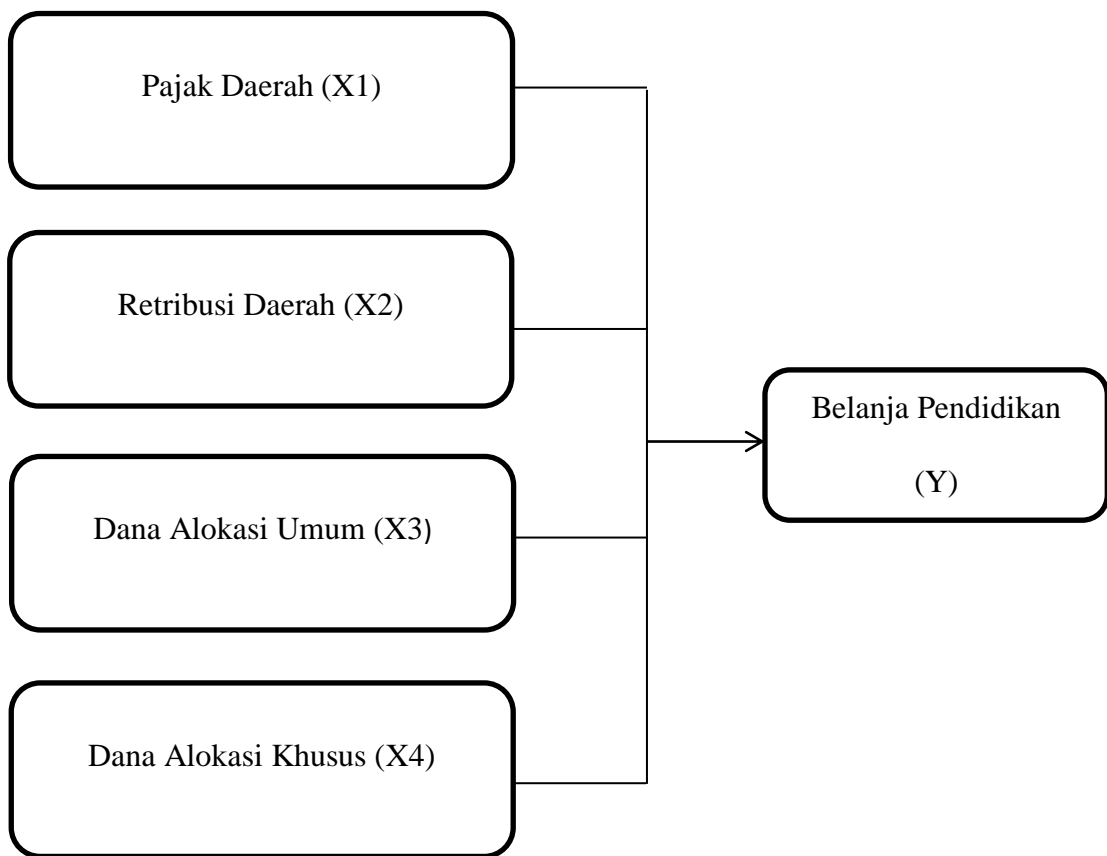 Pajak Daerah (X1)
Retribusi Daerah (X2)
Dana Alokasi Umum (X3)
Dana Alokasi Khusus (X4)
Belanja Pendidikan
(Y)